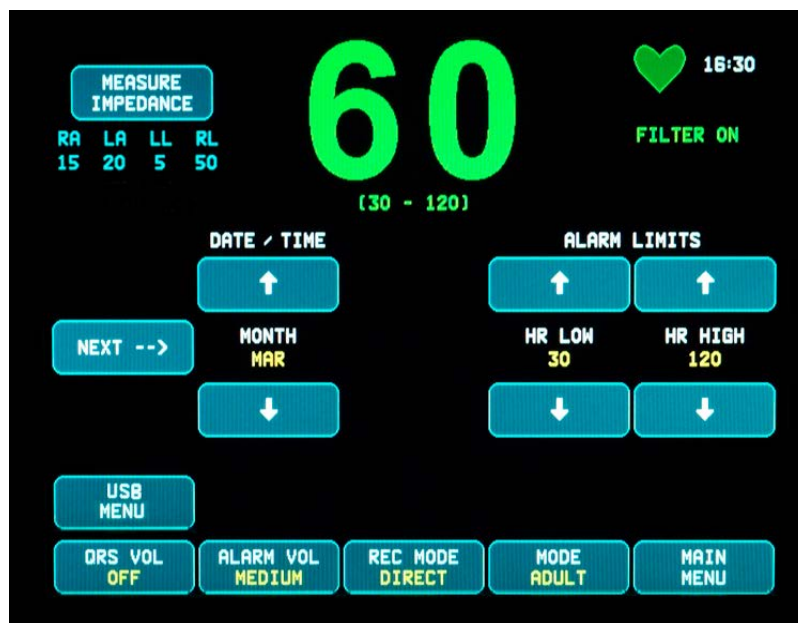 MEASURE
IMPEDANCE
RA LA LL RL
15 20 5 50
60
(30 - 120)
16:30
FILTER ON
DATE / TIME
ALARM LIMITS
NEXT -->
MONTH
MAR
HR LOW
30
HR HIGH
120
USB
MENU
QRS VOL
OFF
ALARM VOL
MEDIUM
REC MODE
DIRECT
MODE
ADULT
MAIN
MENU